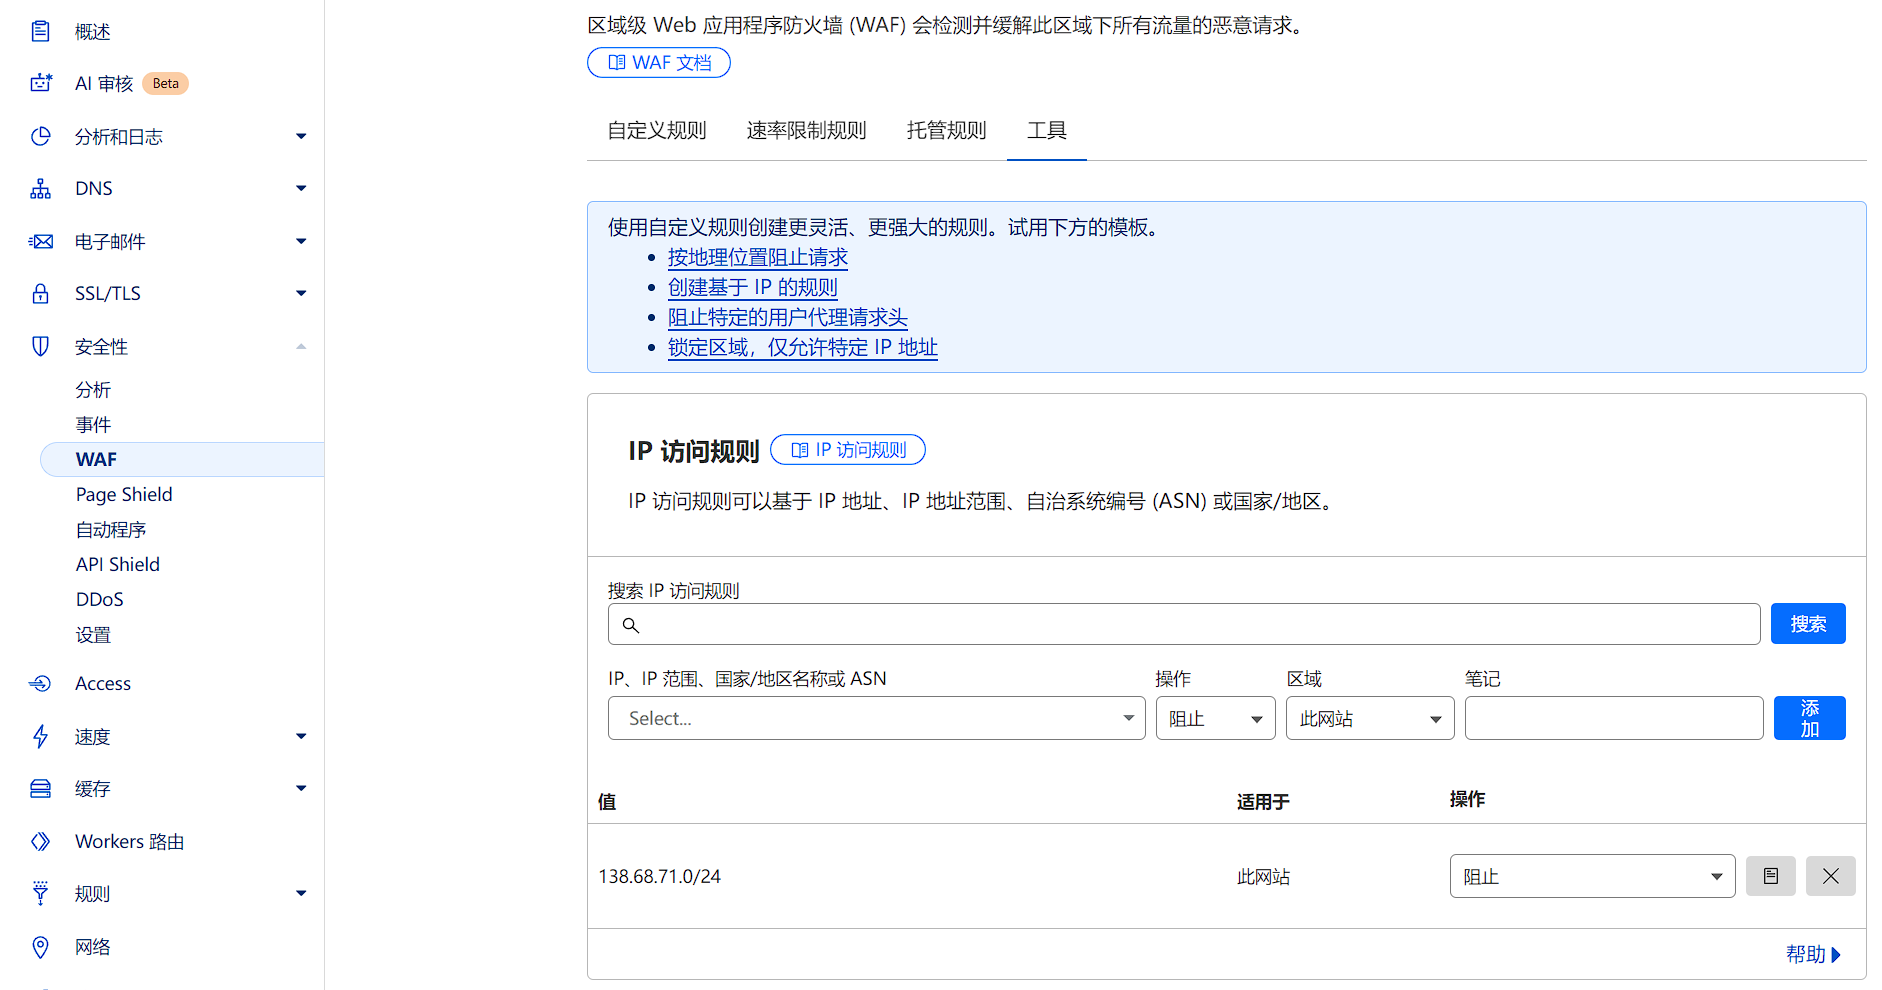 概述
AI 审核 Beta
分析和日志
DNS
电子邮件
SSL/TLS
安全性
分析
事件
WAF
Page Shield
自动程序
API Shield
DDoS
设置
Access
速度
缓存
Workers 路由
规则
网络
区域级 Web 应用程序防火墙 (WAF) 会检测并缓解此区域下所有流量的恶意请求。
WAF 文档
自定义规则 速率限制规则 托管规则 工具
使用自定义规则创建更灵活、更强大的规则。试用下方的模板。
按地理位置阻止请求
创建基于 IP 的规则
阻止特定的用户代理请求头
锁定区域，仅允许特定 IP 地址
IP 访问规则 IP 访问规则
IP 访问规则可以基于 IP 地址、IP 地址范围、自治系统编号 (ASN) 或国家/地区。
搜索 IP 访问规则
搜索
IP、IP 范围、国家/地区名称或 ASN 操作 区域 笔记
Select... 阻止 此网站 添加
值 适用于 操作
138.68.71.0/24 此网站 阻止
帮助